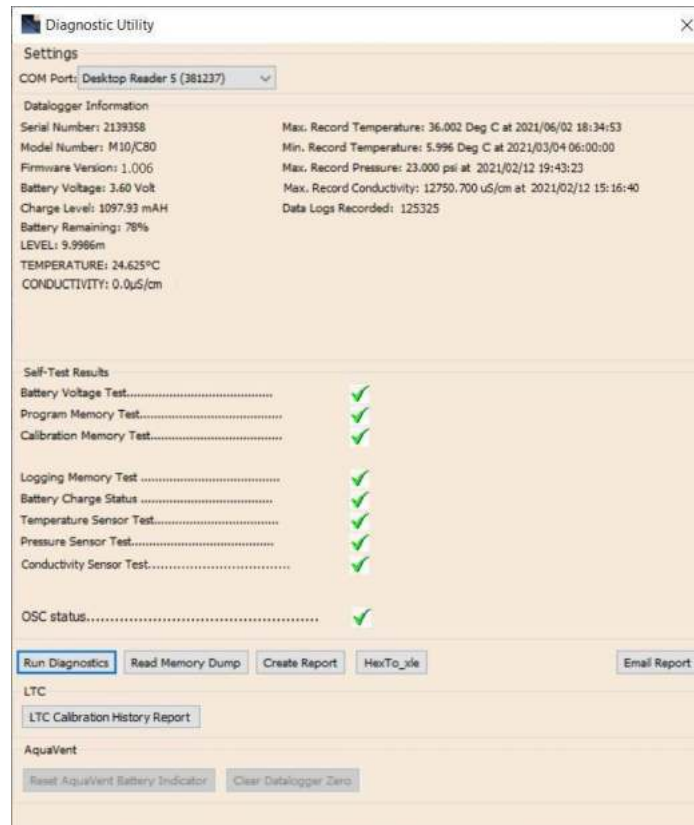 Diagnostic Utility
Settings
COM Port: Desktop Reader 5 (381237)
Datalogger Information
Serial Number: 2139358
Model Number: M10/C80
Firmware Version: 1.006
Battery Voltage: 3.60 Volt
Charge Level: 1097.93 mAH
Battery Remaining: 78%
LEVEL: 9.9986m
TEMPERATURE: 24.625°C
CONDUCTIVITY: 0.0µS/cm
Max. Record Temperature: 36.002 Deg C at 2021/06/02 18:34:53
Min. Record Temperature: 5.996 Deg C at 2021/03/04 06:00:00
Max. Record Pressure: 23.000 psi at 2021/02/12 19:43:23
Max. Record Conductivity: 12750.700 uS/cm at 2021/02/12 15:16:40
Data Logs Recorded: 125325
Self-Test Results
Battery Voltage Test......................................
Program Memory Test......................................
Calibration Memory Test...................................
Logging Memory Test .....................................
Battery Charge Status ...................................
Temperature Sensor Test.................................
Pressure Sensor Test.....................................
Conductivity Sensor Test.................................
OSC status................................................
Run Diagnostics
Read Memory Dump
Create Report
HexTo_xle
Email Report
LTC
LTC Calibration History Report
AquaVent
Reset AquaVent Battery Indicator
Clear Datalogger Zero